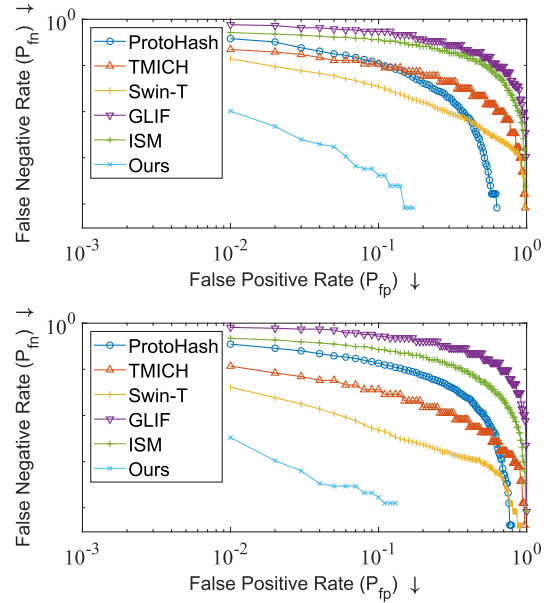 False Negative Rate (P_fn) ↓
10^0
ProtoHash
TMICH
Swin-T
GLIF
ISM
Ours
10^-3
10^-2
10^-1
10^0
False Positive Rate (P_fp) ↓
False Negative Rate (P_fn) ↓
10^0
ProtoHash
TMICH
Swin-T
GLIF
ISM
Ours
10^-3
10^-2
10^-1
10^0
False Positive Rate (P_fp) ↓